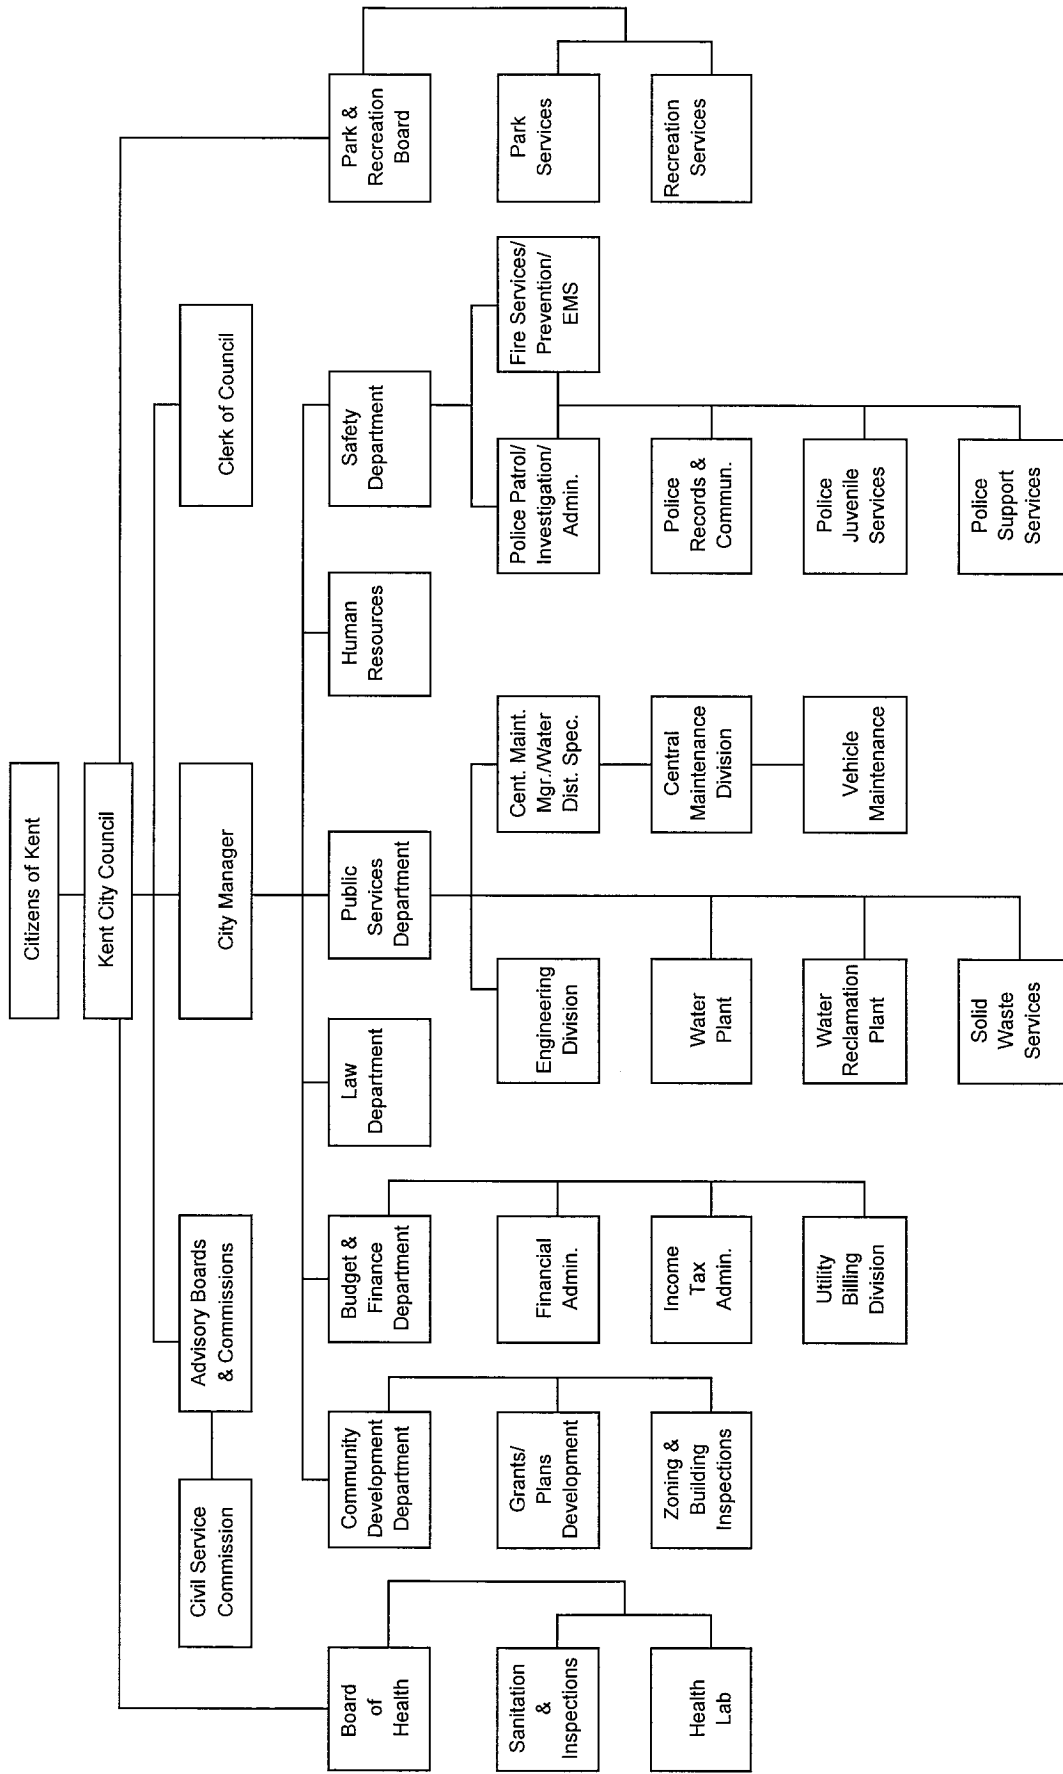 Citizens of Kent
Kent City Council
City Manager
Advisory Boards
& Commissions
Civil Service
Commission
Clerk of Council
Board
of
Health
Community
Development
Department
Budget &
Finance
Department
Law
Department
Public
Services
Department
Human
Resources
Safety
Department
Park &
Recreation
Board
Sanitation
&
Inspections
Grants/
Plans
Development
Financial
Admin.
Engineering
Division
Cent. Maint.
Mgr./Water
Dist. Spec.
Police Patrol/
Investigation/
Admin.
Fire Services/
Prevention/
EMS
Park
Services
Health
Lab
Zoning &
Building
Inspections
Income
Tax
Admin.
Water
Plant
Central
Maintenance
Division
Police
Records &
Commun.
Recreation
Services
Utility
Billing
Division
Water
Reclamation
Plant
Vehicle
Maintenance
Police
Juvenile
Services
Solid
Waste
Services
Police
Support
Services